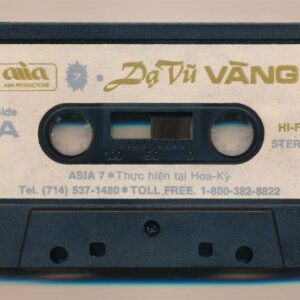 asia
ASIA PRODUCTIONS
7 • Dạ Vũ VÀNG
Side
A
HI-F
STER
100 50 0
ASIA 7 * Thực hiện tại Hoa-Kỳ
Tel. (714) 537-1480 * TOLL FREE. 1-800-382-8822